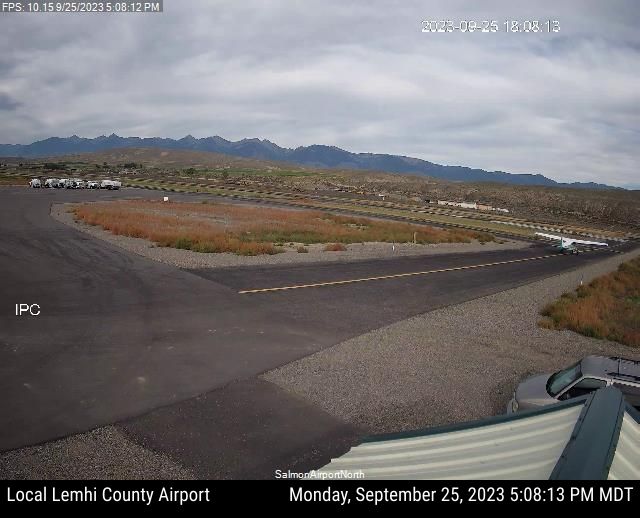 FPS: 10.15 9/25/2023 5:08:12 PM
2023-09-25 18:08:13
IPC
SalmonAirportNorth
Local Lemhi County Airport Monday, September 25, 2023 5:08:13 PM MDT